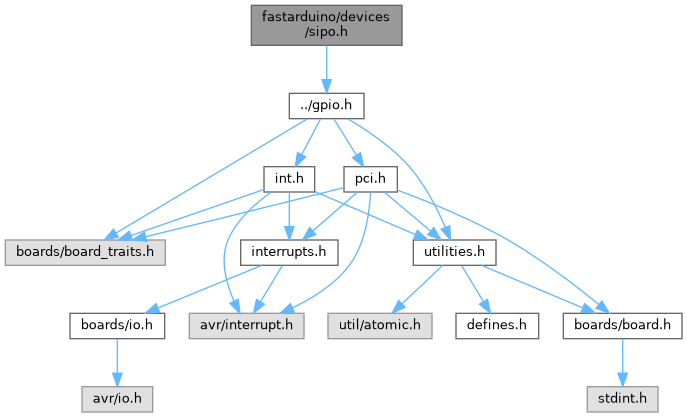 fastarduino/devices
/sipo.h
../gpio.h
int.h
pci.h
boards/board_traits.h
interrupts.h
utilities.h
boards/io.h
avr/interrupt.h
util/atomic.h
defines.h
boards/board.h
avr/io.h
stdint.h